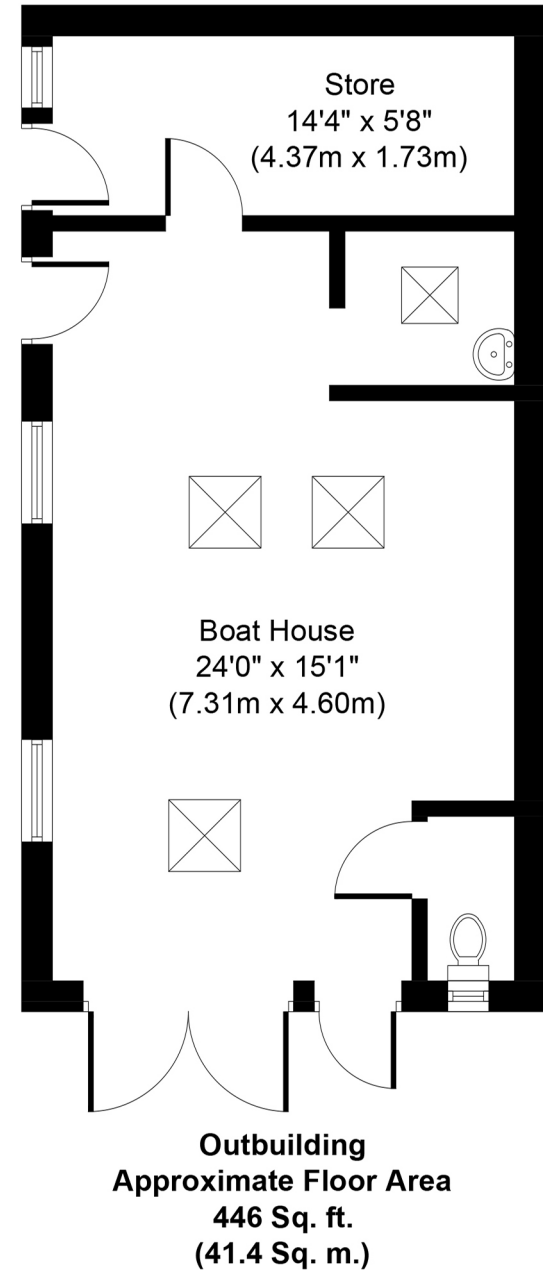 Store
14'4" x 5'8"
(4.37m x 1.73m)
Boat House
24'0" x 15'1"
(7.31m x 4.60m)
Outbuilding
Approximate Floor Area
446 Sq. ft.
(41.4 Sq. m.)